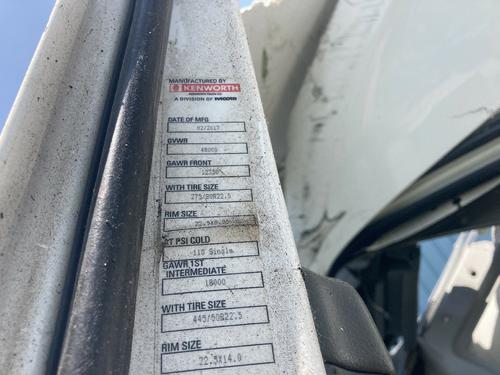 MANUFACTURED BY
KENWORTH
A DIVISION OF PACCAR
DATE OF MFG
02/2017
GVWR
48000
GAWR FRONT
WITH TIRE SIZE
275/80R22.5
RIM SIZE
AT PSI COLD
110 Single
GAWR 1ST
INTERMEDIATE
18000
WITH TIRE SIZE
445/50R22.5
RIM SIZE
22.5X14.0